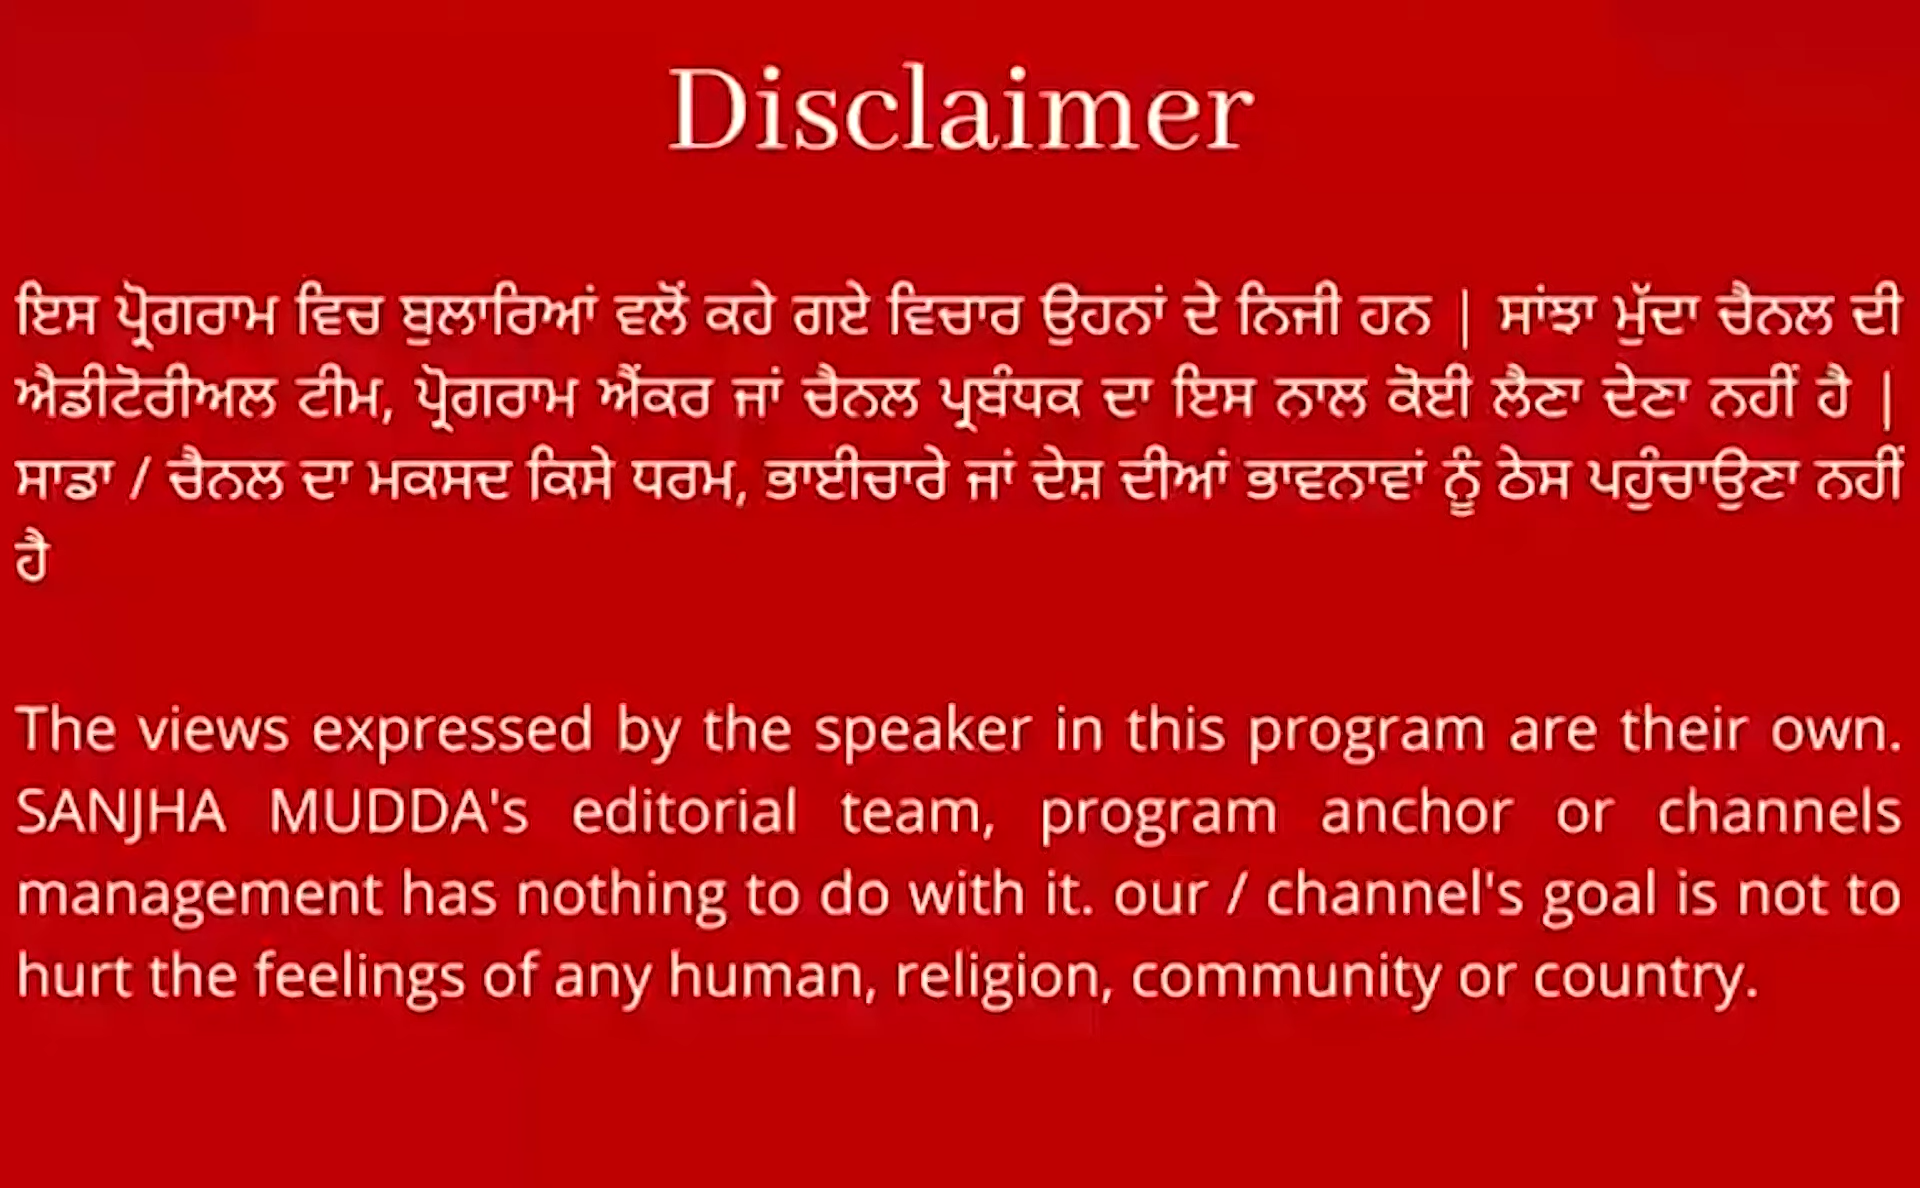 Disclaimer
ਇਸ ਪ੍ਰੋਗਰਾਮ ਵਿਚ ਬੁਲਾਰਿਆਂ ਵਲੋਂ ਕਹੇ ਗਏ ਵਿਚਾਰ ਉਹਨਾਂ ਦੇ ਨਿਜੀ ਹਨ | ਸਾਂਝਾ ਮੁੱਦਾ ਚੈਨਲ ਦੀ
ਐਡੀਟੋਰੀਅਲ ਟੀਮ, ਪ੍ਰੋਗਰਾਮ ਐਂਕਰ ਜਾਂ ਚੈਨਲ ਪ੍ਰਬੰਧਕ ਦਾ ਇਸ ਨਾਲ ਕੋਈ ਲੈਣਾ ਦੇਣਾ ਨਹੀਂ ਹੈ |
ਸਾਡਾ / ਚੈਨਲ ਦਾ ਮਕਸਦ ਕਿਸੇ ਧਰਮ, ਭਾਈਚਾਰੇ ਜਾਂ ਦੇਸ਼ ਦੀਆਂ ਭਾਵਨਾਵਾਂ ਨੂੰ ਠੇਸ ਪਹੁੰਚਾਉਣਾ ਨਹੀਂ
ਹੈ
The views expressed by the speaker in this program are their own.
SANJHA MUDDA's editorial team, program anchor or channels
management has nothing to do with it. our / channel's goal is not to
hurt the feelings of any human, religion, community or country.